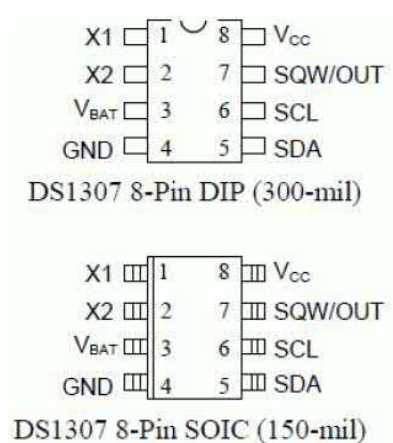 X1 1 8 VCC
X2 2 7 SQW/OUT
VBAT 3 6 SCL
GND 4 5 SDA
DS1307 8-Pin DIP (300-mil)
X1 1 8 VCC
X2 2 7 SQW/OUT
VBAT 3 6 SCL
GND 4 5 SDA
DS1307 8-Pin SOIC (150-mil)